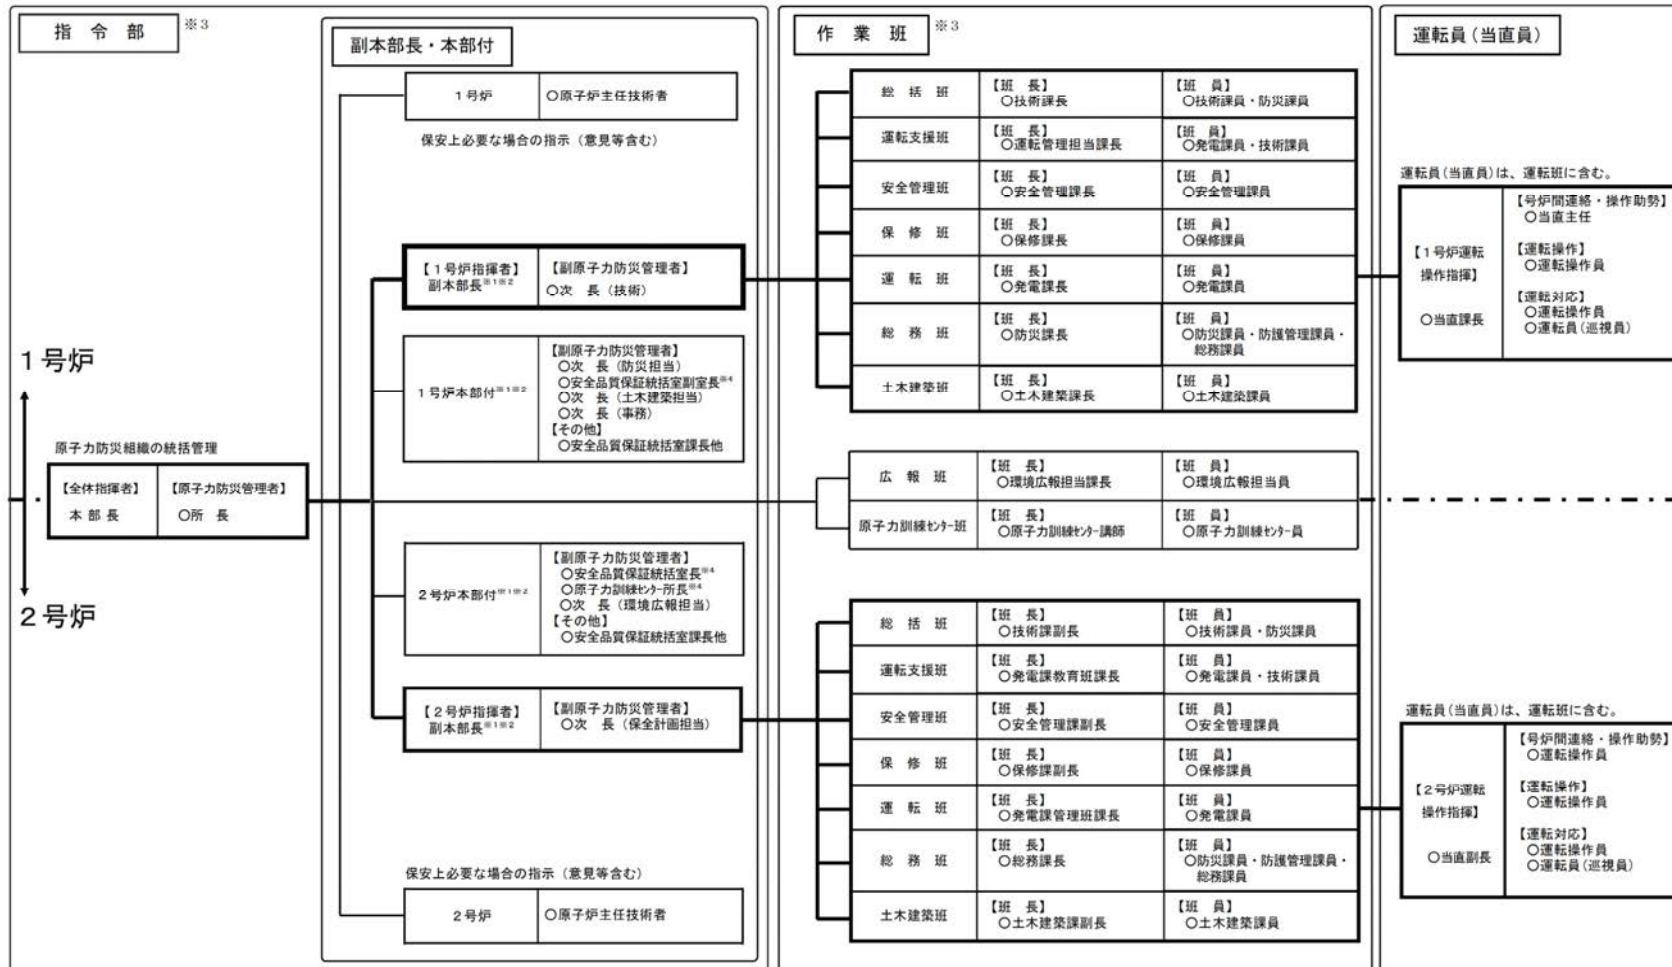 指 令 部 ※3
副本部長・本部付
1号炉 ○原子炉主任技術者
保安上必要な場合の指示（意見等含む）
【1号炉指揮者】 【副原子力防災管理者】
副本部長※1※2 ○次 長（技術）
1号炉本部付※1※2
【副原子力防災管理者】
○次 長（防災担当）
○安全品質保証統括室副室長※4
○次 長（土木建築担当）
○次 長（事務）
【その他】
○安全品質保証統括室課長他
1号炉
原子力防災組織の統括管理
【全体指揮者】 【原子力防災管理者】
本 部 長 ○所 長
2号炉
2号炉本部付※1※2
【副原子力防災管理者】
○安全品質保証統括室長※4
○原子力訓練センター所長※4
○次 長（環境広報担当）
【その他】
○安全品質保証統括室課長他
【2号炉指揮者】 【副原子力防災管理者】
副本部長※1※2 ○次 長（保全計画担当）
保安上必要な場合の指示（意見等含む）
2号炉 ○原子炉主任技術者
作 業 班 ※3
総 括 班
【班 長】 【班 員】
○技術課長 ○技術課員・防災課員
運転支援班
【班 長】 【班 員】
○運転管理担当課長 ○発電課員・技術課員
安全管理班
【班 長】 【班 員】
○安全管理課長 ○安全管理課員
保 修 班
【班 長】 【班 員】
○保修課長 ○保修課員
運 転 班
【班 長】 【班 員】
○発電課長 ○発電課員
総 務 班
【班 長】 【班 員】
○防災課長 ○防災課員・防護管理課員・
総務課員
土木建築班
【班 長】 【班 員】
○土木建築課長 ○土木建築課員
広 報 班
【班 長】 【班 員】
○環境広報担当課長 ○環境広報担当員
原子力訓練センター班
【班 長】 【班 員】
○原子力訓練センター講師 ○原子力訓練センター員
総 括 班
【班 長】 【班 員】
○技術課副長 ○技術課員・防災課員
運転支援班
【班 長】 【班 員】
○発電課教育班課長 ○発電課員・技術課員
安全管理班
【班 長】 【班 員】
○安全管理課副長 ○安全管理課員
保 修 班
【班 長】 【班 員】
○保修課副長 ○保修課員
運 転 班
【班 長】 【班 員】
○発電課管理班課長 ○発電課員
総 務 班
【班 長】 【班 員】
○総務課長 ○防災課員・防護管理課員・
総務課員
土木建築班
【班 長】 【班 員】
○土木建築課副長 ○土木建築課員
運転員（当直員）
運転員（当直員）は、運転班に含む。
【1号炉運転
操作指揮】
○当直課長
【号炉間連絡・操作助勢】
○当直主任
【運転操作】
○運転操作員
【運転対応】
○運転操作員
○運転員（巡視員）
運転員（当直員）は、運転班に含む。
【2号炉運転
操作指揮】
○当直副長
【号炉間連絡・操作助勢】
○運転操作員
【運転操作】
○運転操作員
【運転対応】
○運転操作員
○運転員（巡視員）